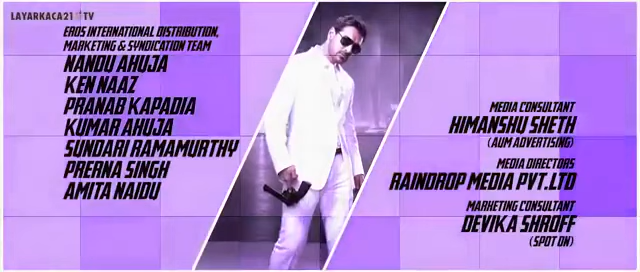 LAYARKACA21 TV
EROS INTERNATIONAL DISTRIBUTION,
MARKETING & SYNDICATION TEAM
NANDU AHUJA
KEN NAAZ
PRANAB KAPADIA
KUMAR AHUJA
SUNDARI RAMAMURTHY
PRERNA SINGH
AMITA NAIDU
MEDIA CONSULTANT
HIMANSHU SHETH
(AUM ADVERTISING)
MEDIA DIRECTORS
RAINDROP MEDIA PVT.LTD
MARKETING CONSULTANT
DEVIKA SHROFF
(SPOT ON)